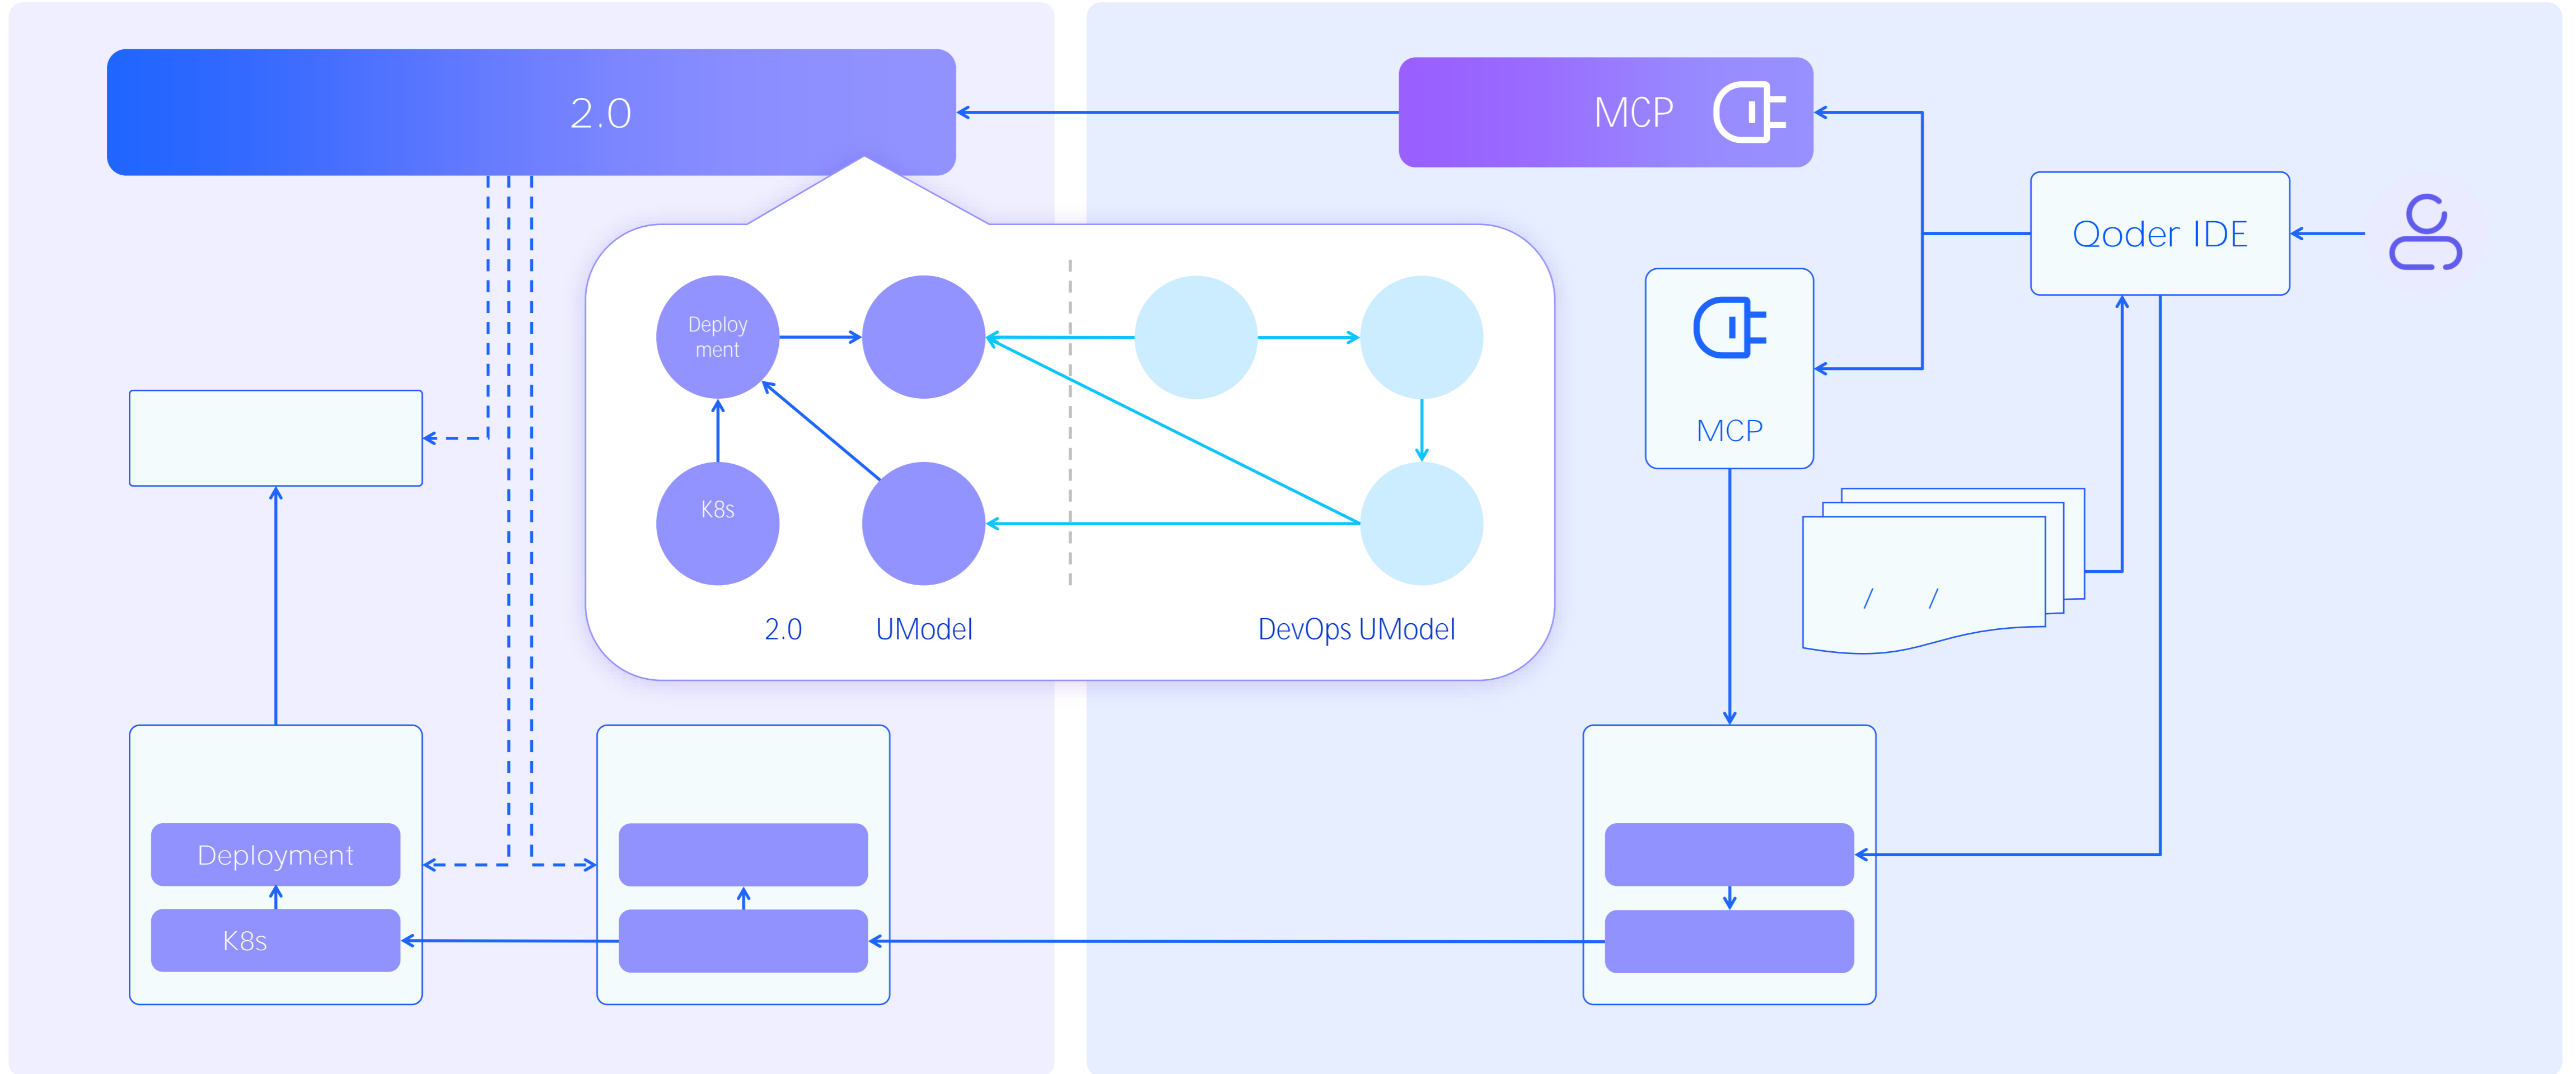 2.0
MCP
Qoder IDE
Deploy
ment
K8s
MCP
/ /
2.0 UModel
DevOps UModel
Deployment
K8s